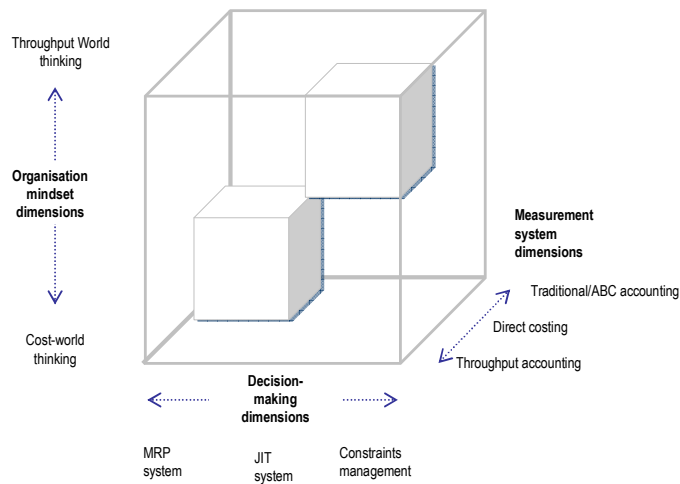 Throughput World
thinking
Organisation
mindset
dimensions
Cost-world
thinking
Measurement
system
dimensions
Traditional/ABC accounting
Direct costing
Throughput accounting
Decision-
making
dimensions
MRP
system
JIT
system
Constraints
management